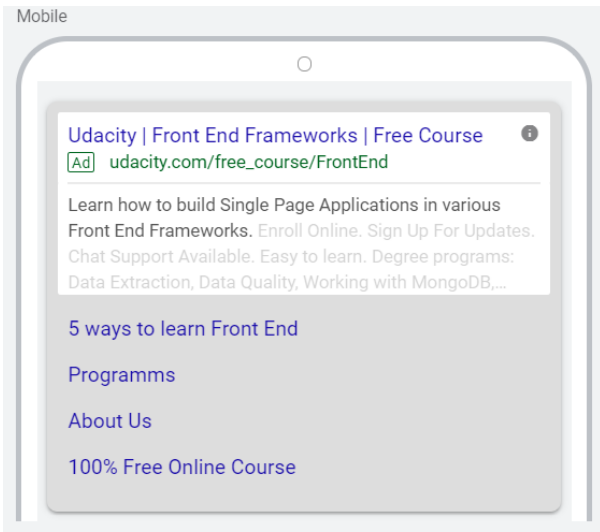 Mobile
Udacity | Front End Frameworks | Free Course
Ad udacity.com/free_course/FrontEnd
Learn how to build Single Page Applications in various
Front End Frameworks. Enroll Online. Sign Up For Updates.
Chat Support Available. Easy to learn. Degree programs:
Data Extraction, Data Quality, Working with MongoDB,...
5 ways to learn Front End
Programms
About Us
100% Free Online Course